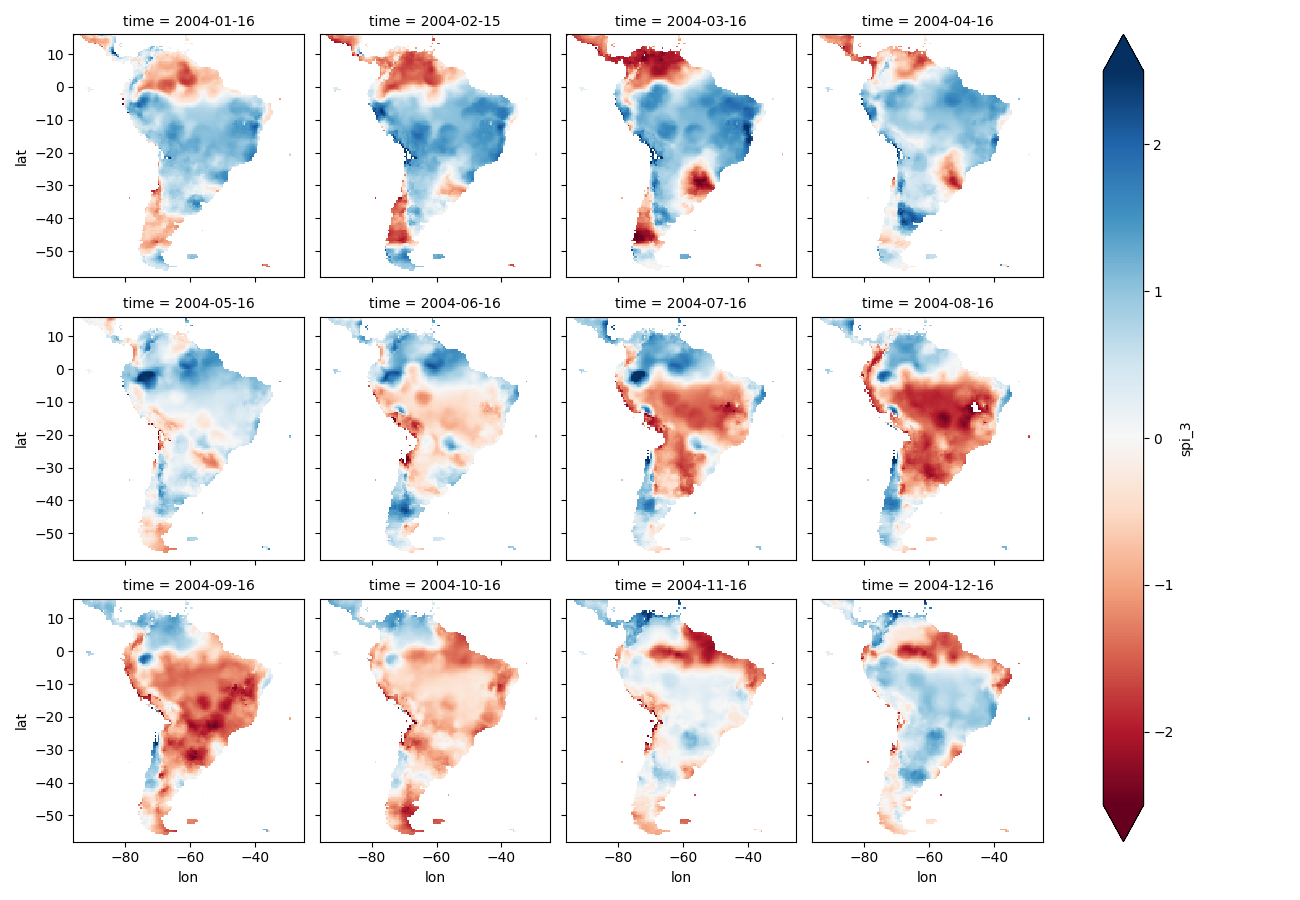 time = 2004-01-16
time = 2004-02-15
time = 2004-03-16
time = 2004-04-16
10
0
−10
−20
−30
−40
−50
lat
time = 2004-05-16
time = 2004-06-16
time = 2004-07-16
time = 2004-08-16
10
0
−10
−20
−30
−40
−50
lat
time = 2004-09-16
time = 2004-10-16
time = 2004-11-16
time = 2004-12-16
10
0
−10
−20
−30
−40
−50
lat
−80 −60 −40
lon
−80 −60 −40
lon
−80 −60 −40
lon
−80 −60 −40
lon
2
1
0
−1
−2
spi_3